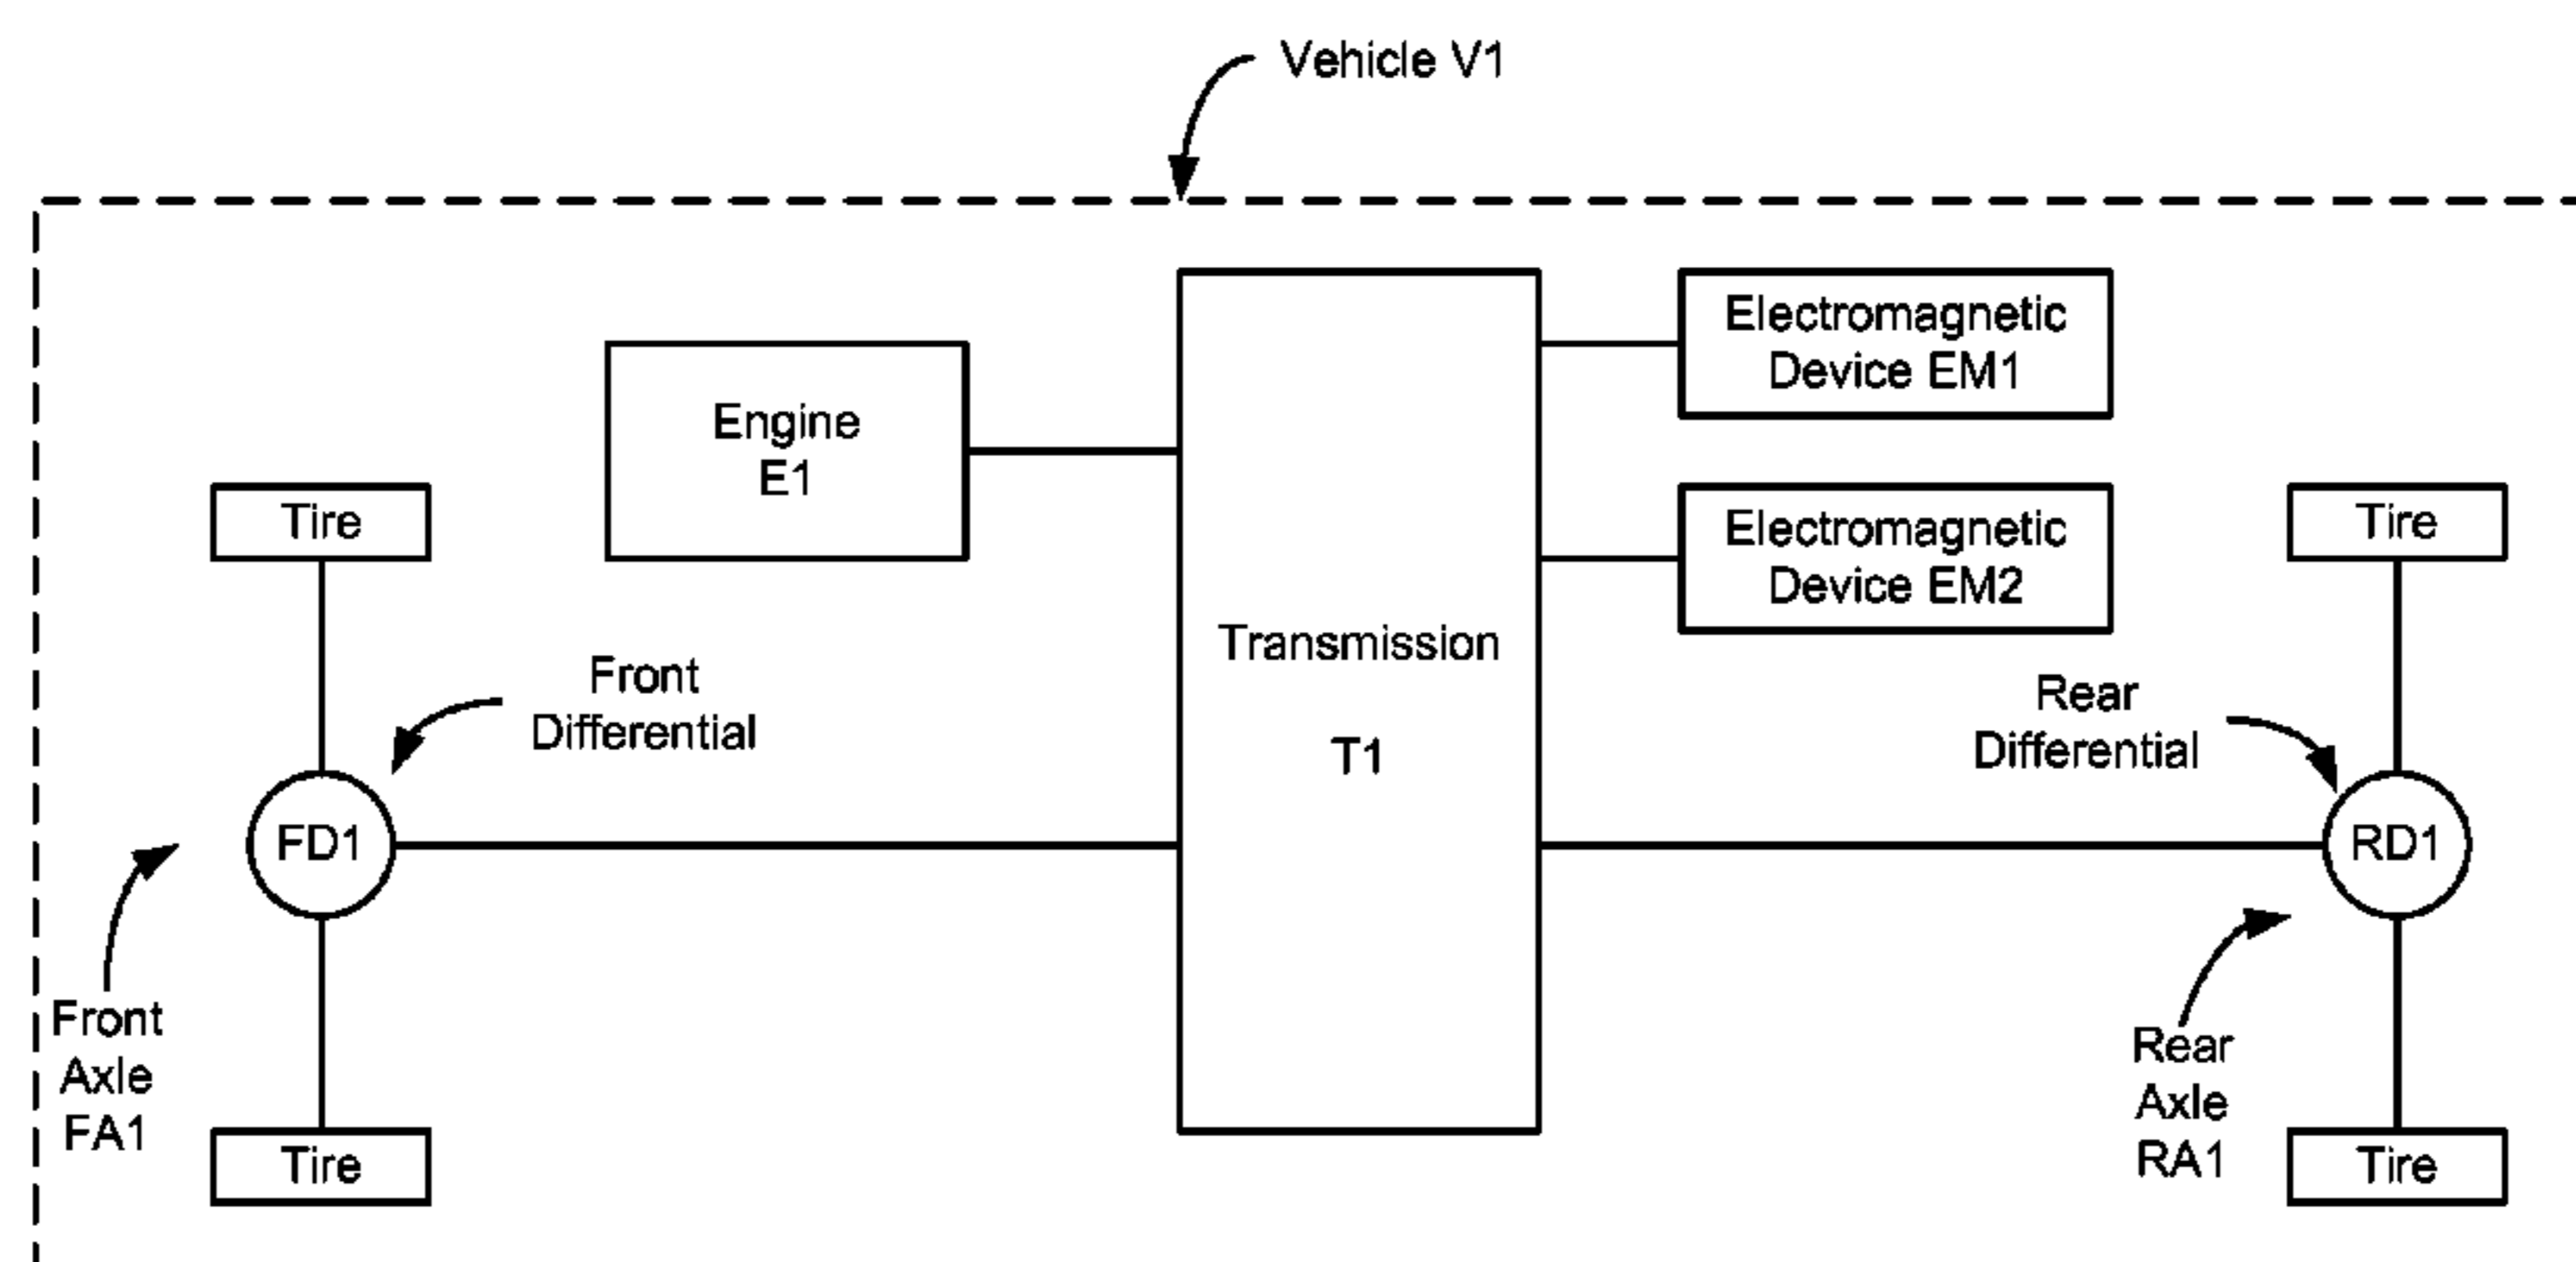 Vehicle V1
Electromagnetic
Device EM1
Engine
E1
Tire
Electromagnetic
Device EM2
Tire
Transmission
T1
Front
Differential
Rear
Differential
FD1
RD1
Front
Axle
FA1
Rear
Axle
RA1
Tire
Tire